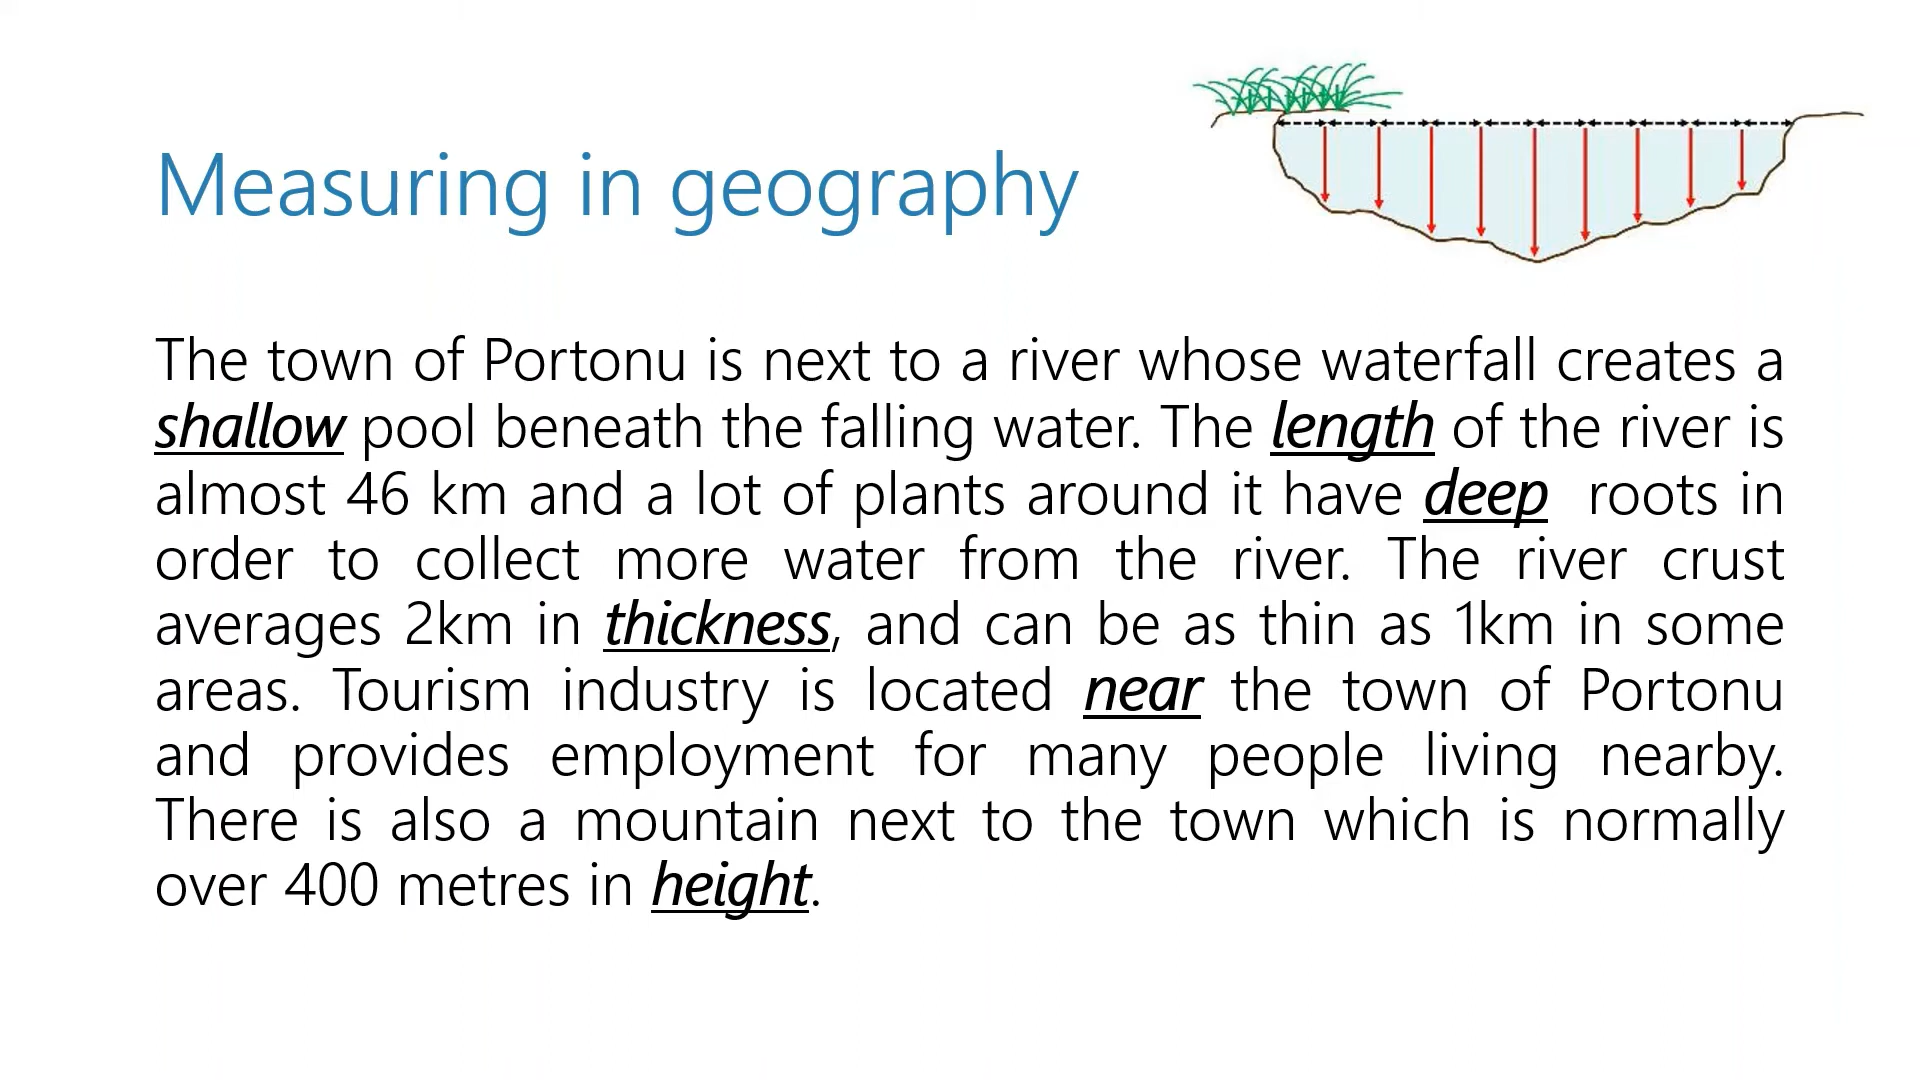 Measuring in geography
The town of Portonu is next to a river whose waterfall creates a
shallow pool beneath the falling water. The length of the river is
almost 46 km and a lot of plants around it have deep roots in
order to collect more water from the river. The river crust
averages 2km in thickness, and can be as thin as 1km in some
areas. Tourism industry is located near the town of Portonu
and provides employment for many people living nearby.
There is also a mountain next to the town which is normally
over 400 metres in height.